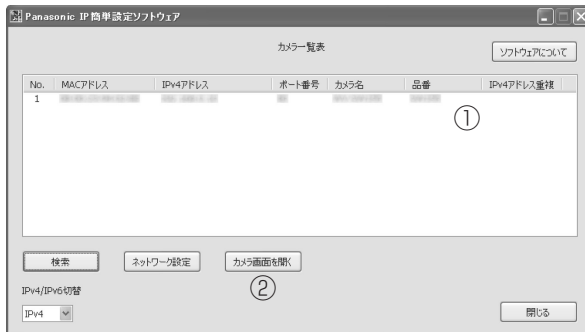 Panasonic IP簡単設定ソフトウェア
カメラ一覧表
ソフトウェアについて
No. MACアドレス IPv4アドレス ポート番号 カメラ名 品番 IPv4アドレス重複
1
①
検索 ネットワーク設定 カメラ画面を開く
②
IPv4/IPv6切替
IPv4 閉じる